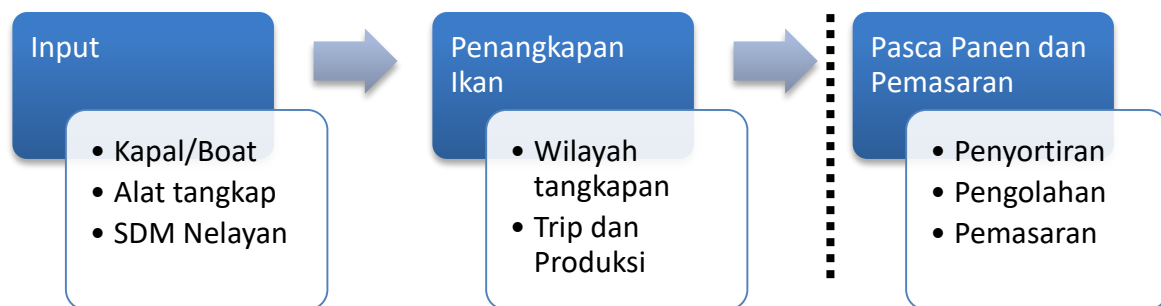 Input
• Kapal/Boat
• Alat tangkap
• SDM Nelayan
Penangkapan
Ikan
• Wilayah
tangkapan
• Trip dan
Produksi
Pasca Panen dan
Pemasaran
• Penyortiran
• Pengolahan
• Pemasaran